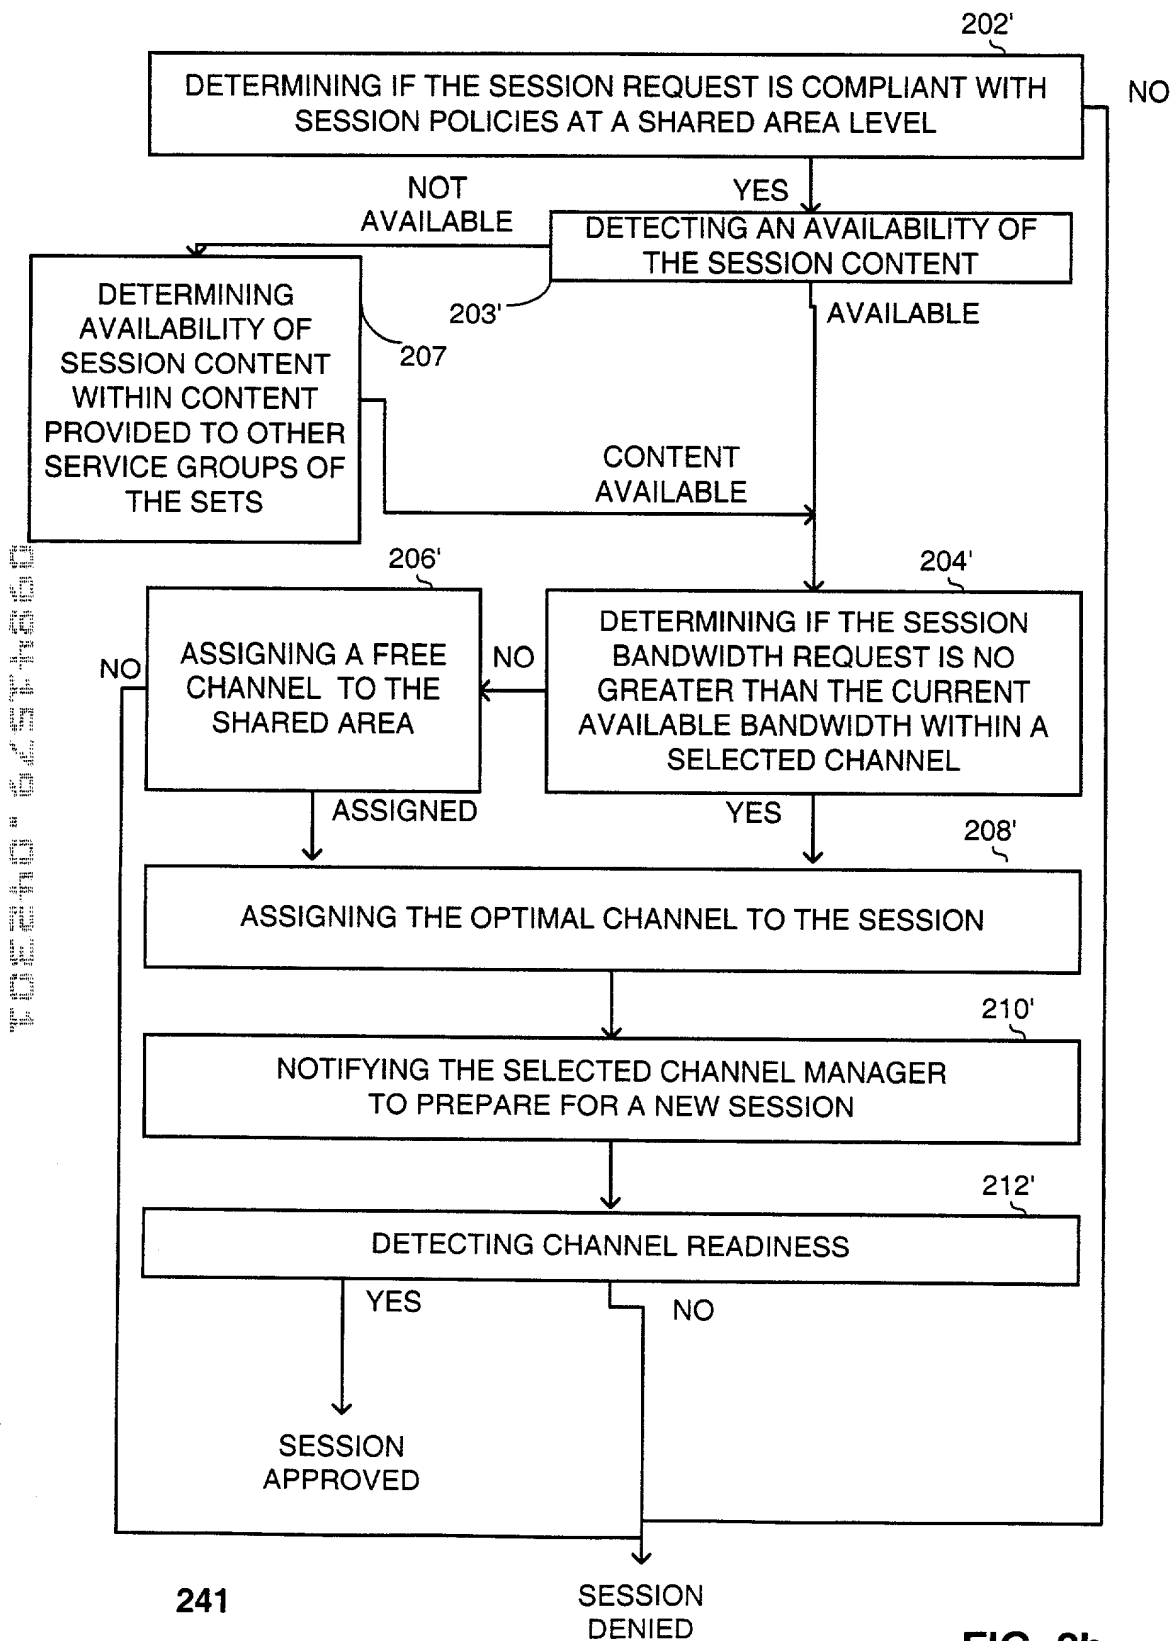 202'
DETERMINING IF THE SESSION REQUEST IS COMPLIANT WITH
SESSION POLICIES AT A SHARED AREA LEVEL
NO
NOT
AVAILABLE
YES
DETECTING AN AVAILABILITY OF
THE SESSION CONTENT
203'
AVAILABLE
DETERMINING
AVAILABILITY OF
SESSION CONTENT
WITHIN CONTENT
PROVIDED TO OTHER
SERVICE GROUPS OF
THE SETS
207
CONTENT
AVAILABLE
206'
204'
NO
ASSIGNING A FREE
CHANNEL TO THE
SHARED AREA
NO
DETERMINING IF THE SESSION
BANDWIDTH REQUEST IS NO
GREATER THAN THE CURRENT
AVAILABLE BANDWIDTH WITHIN A
SELECTED CHANNEL
ASSIGNED
YES
208'
ASSIGNING THE OPTIMAL CHANNEL TO THE SESSION
210'
NOTIFYING THE SELECTED CHANNEL MANAGER
TO PREPARE FOR A NEW SESSION
212'
DETECTING CHANNEL READINESS
YES
NO
SESSION
APPROVED
241
SESSION
DENIED